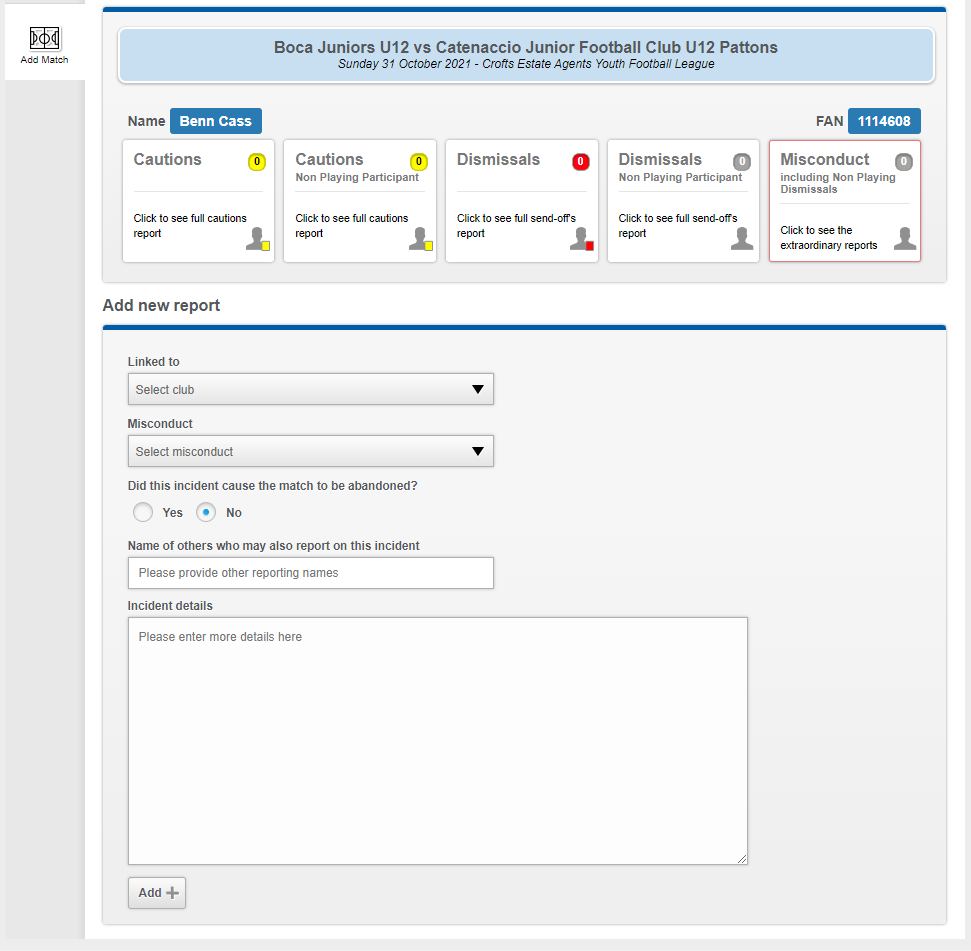 Add Match
Boca Juniors U12 vs Catenaccio Junior Football Club U12 Pattons
Sunday 31 October 2021 - Crofts Estate Agents Youth Football League
Name Benn Cass
FAN 1114608
Cautions 0
Click to see full cautions
report
Cautions 0
Non Playing Participant
Click to see full cautions
report
Dismissals 0
Click to see full send-off's
report
Dismissals 0
Non Playing Participant
Click to see full send-off's
report
Misconduct 0
including Non Playing
Dismissals
Click to see the
extraordinary reports
Add new report
Linked to
Select club
Misconduct
Select misconduct
Did this incident cause the match to be abandoned?
Yes No
Name of others who may also report on this incident
Please provide other reporting names
Incident details
Please enter more details here
Add